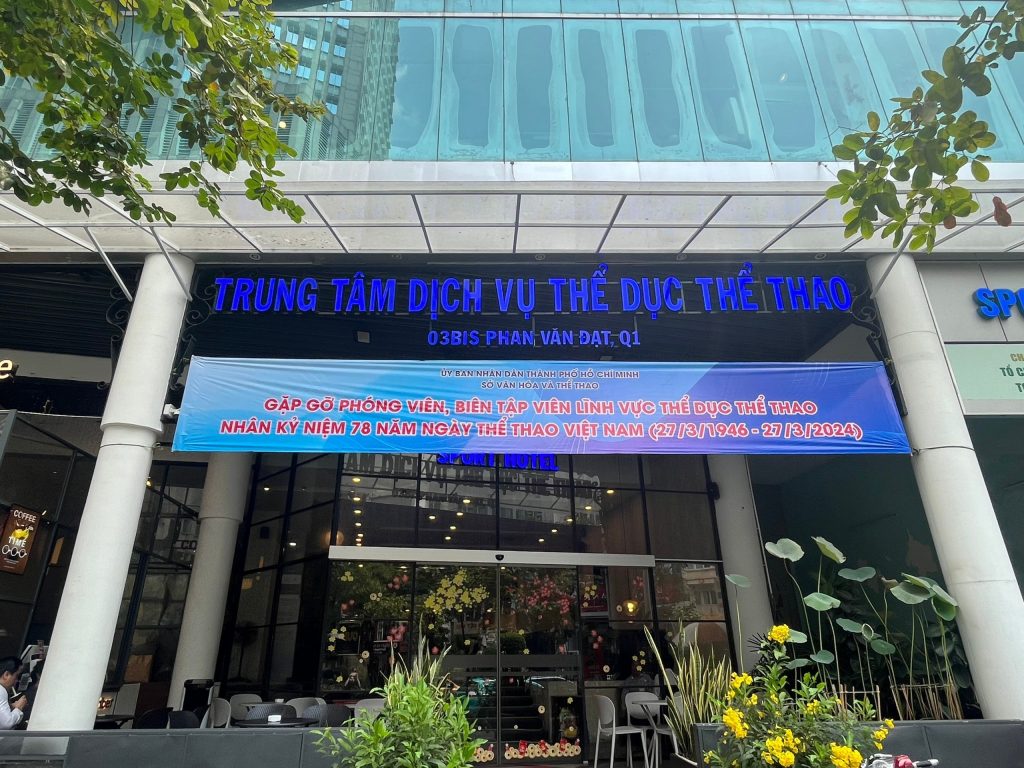 TRUNG TÂM DỊCH VỤ THỂ DỤC THỂ THAO
03BIS PHAN VĂN ĐẠT, Q1
ỦY BAN NHÂN DÂN THÀNH PHỐ HỒ CHÍ MINH
SỞ VĂN HÓA VÀ THỂ THAO
GẶP GỠ PHÓNG VIÊN, BIÊN TẬP VIÊN LĨNH VỰC THỂ DỤC THỂ THAO
NHÂN KỶ NIỆM 78 NĂM NGÀY THỂ THAO VIỆT NAM (27/3/1946 - 27/3/2024)
SPORT HOTEL
COFFEE
TIME